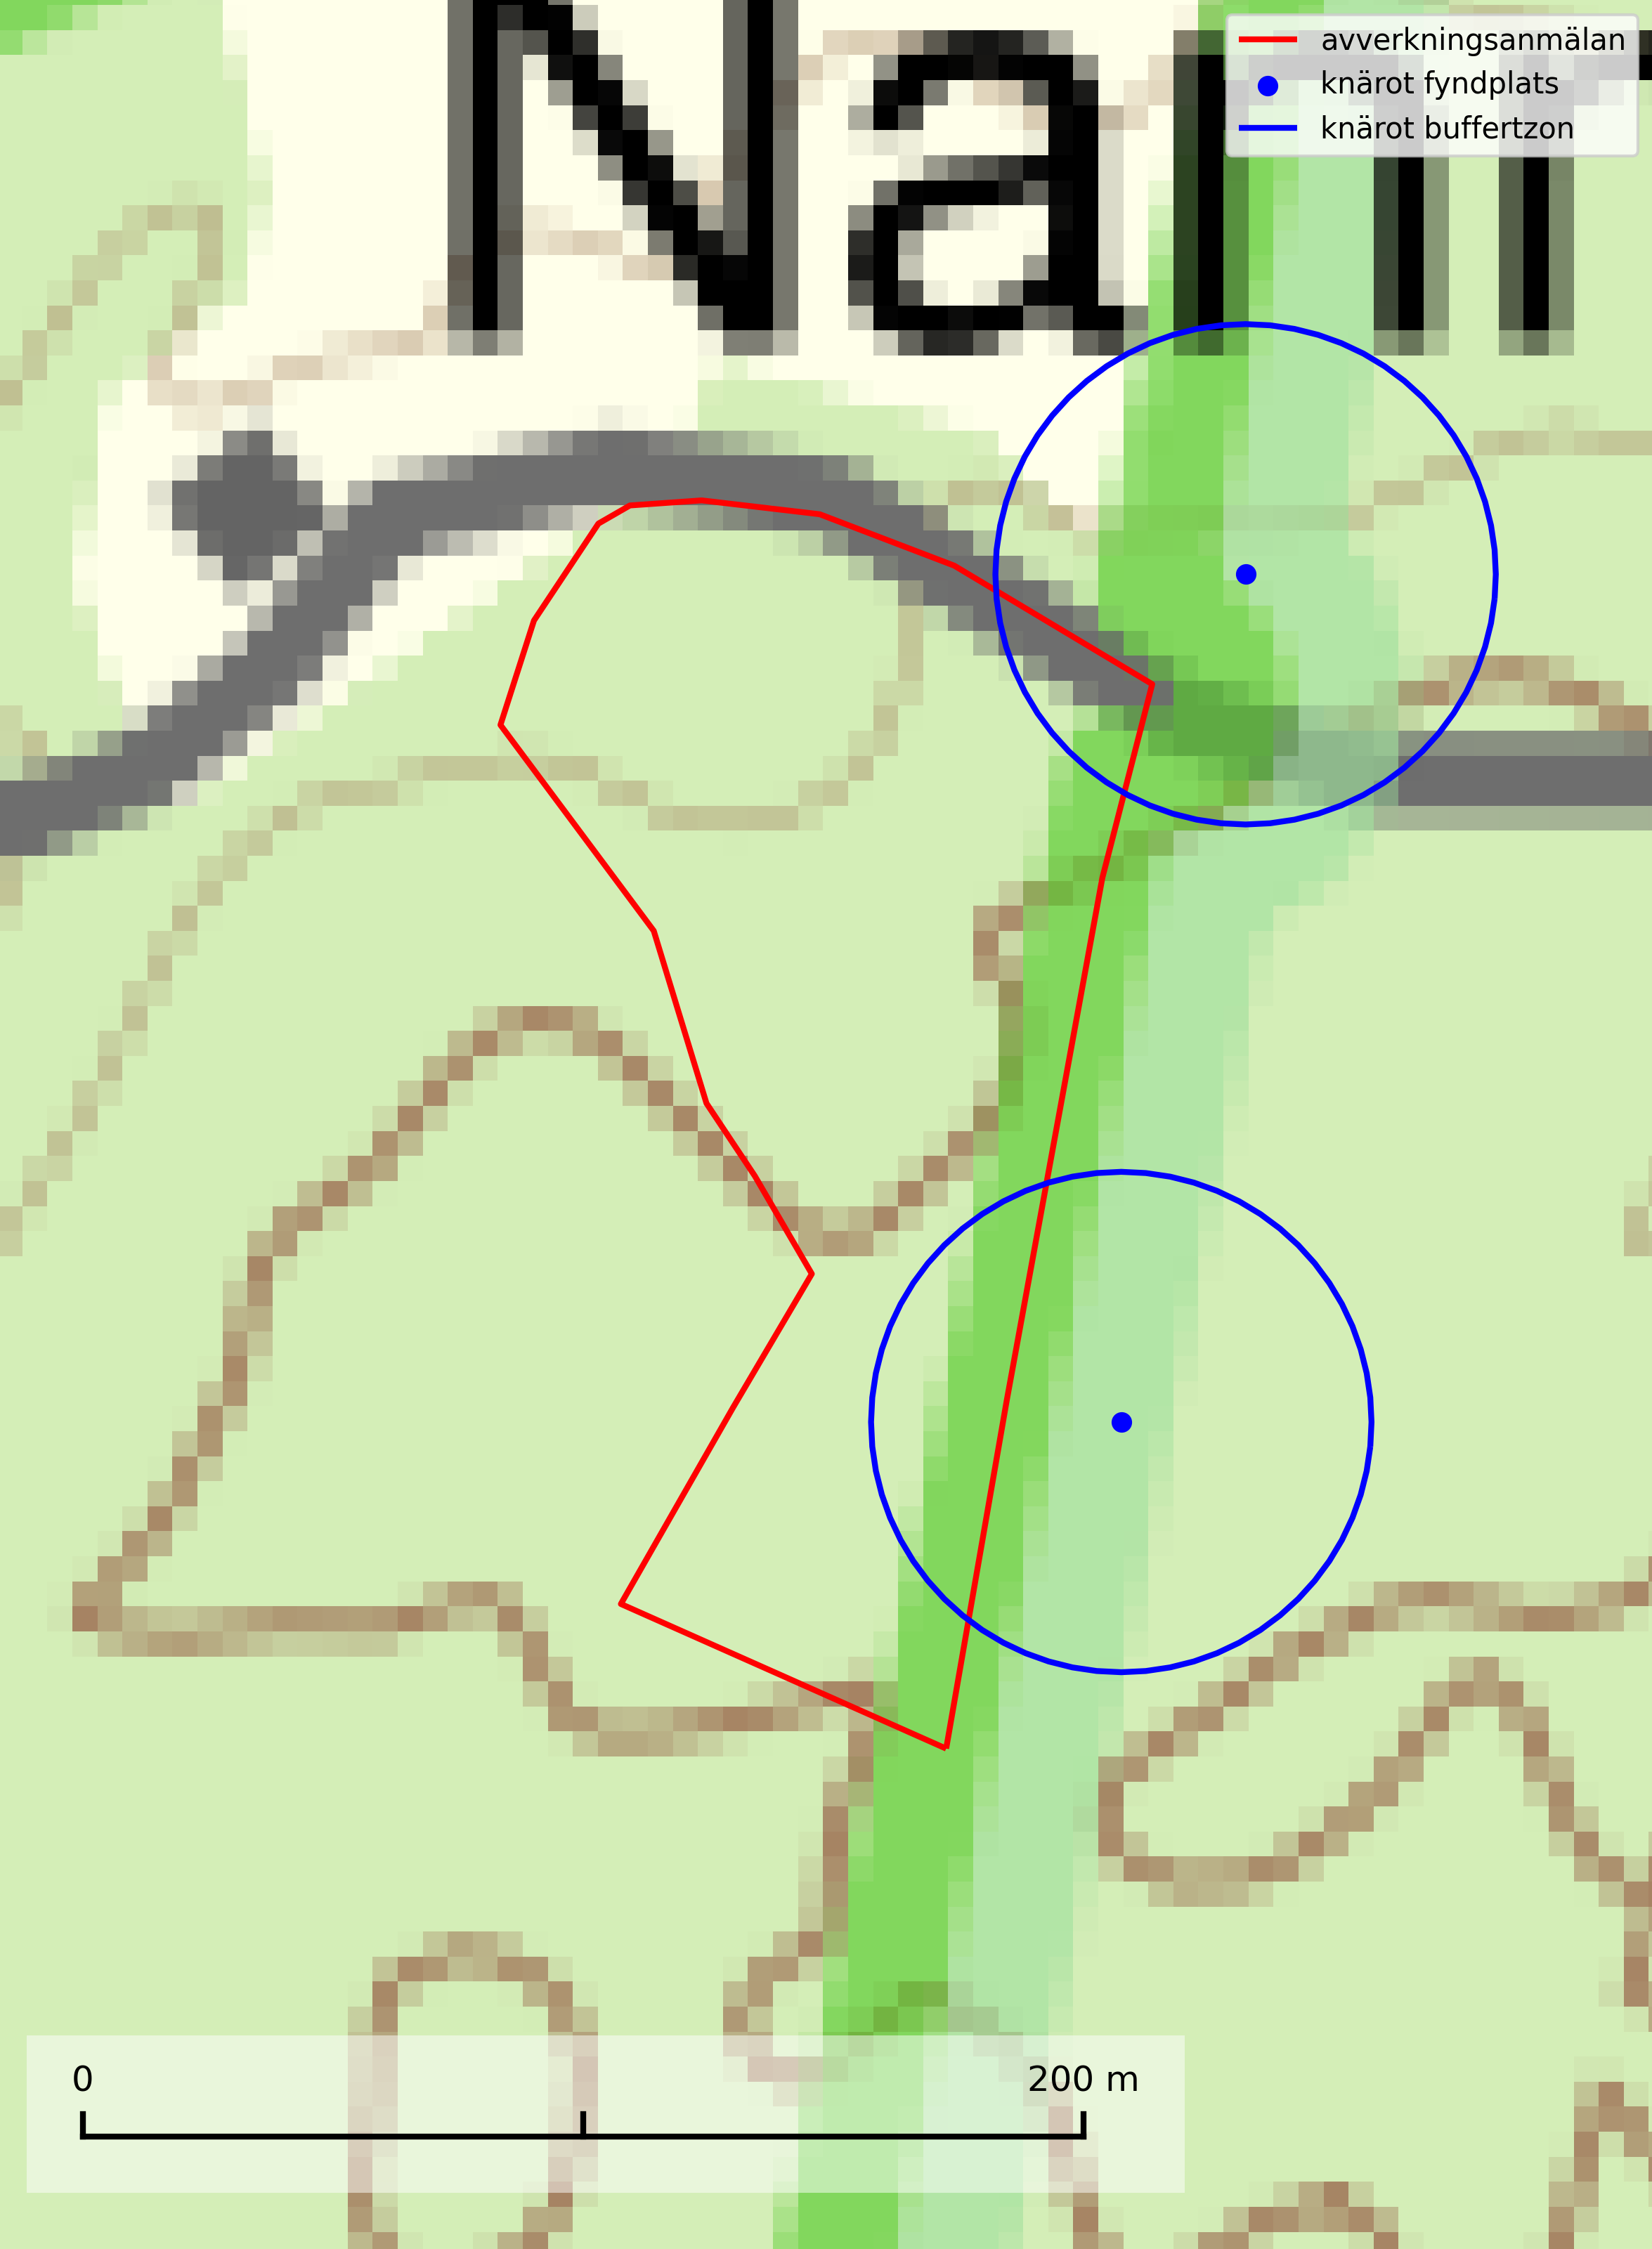 avverkningsanmälan
knärot fyndplats
knärot buffertzon
0 200 m